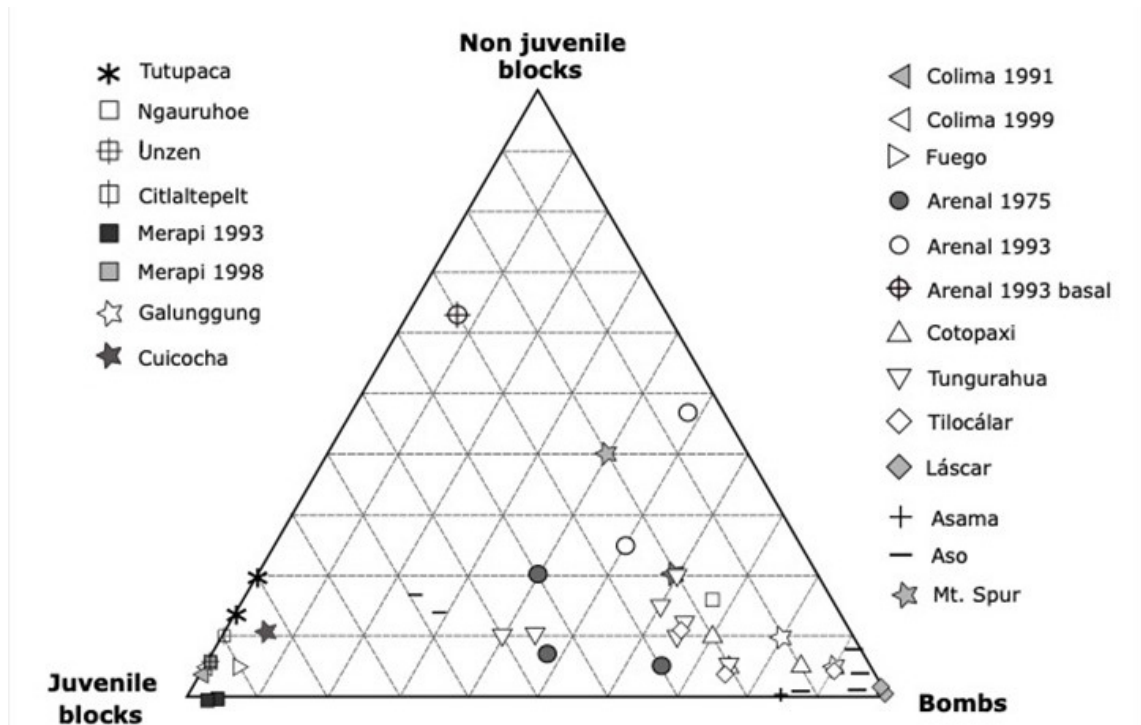 Non juvenile
blocks
Tutupaca
Ngauruhoe
Unzen
Citlaltepelt
Merapi 1993
Merapi 1998
Galunggung
Cuicocha
Colima 1991
Colima 1999
Fuego
Arenal 1975
Arenal 1993
Arenal 1993 basal
Cotopaxi
Tungurahua
Tilocálar
Láscar
Asama
Aso
Mt. Spur
Juvenile
blocks
Bombs